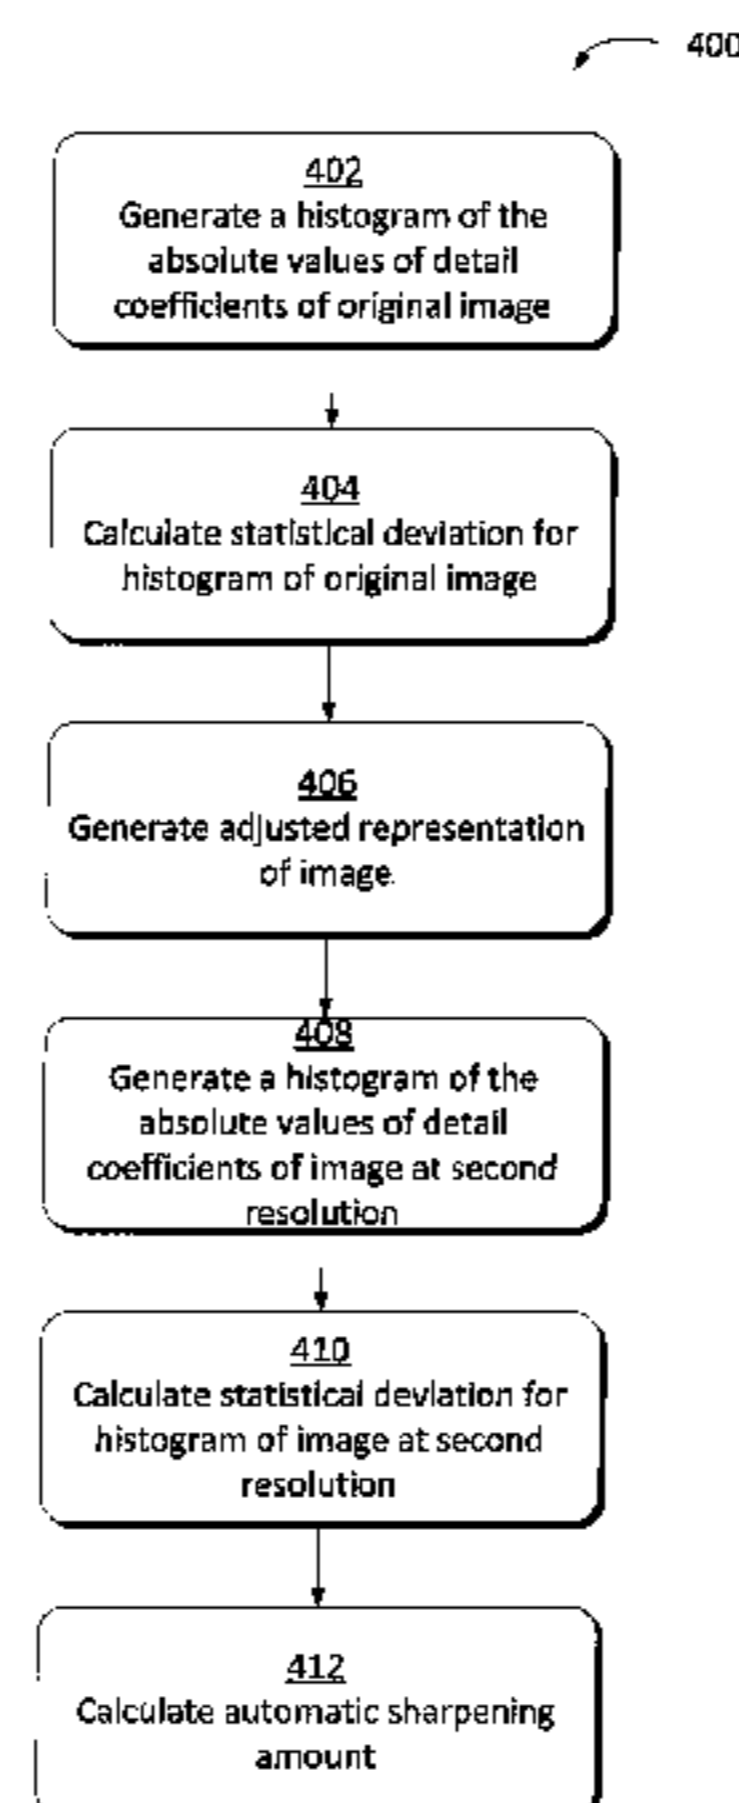 400
402
Generate a histogram of the
absolute values of detail
coefficients of original image
404
Calculate statistical deviation for
histogram of original image
406
Generate adjusted representation
of image.
408
Generate a histogram of the
absolute values of detail
coefficients of image at second
resolution
410
Calculate statistical deviation for
histogram of image at second
resolution
412
Calculate automatic sharpening
amount